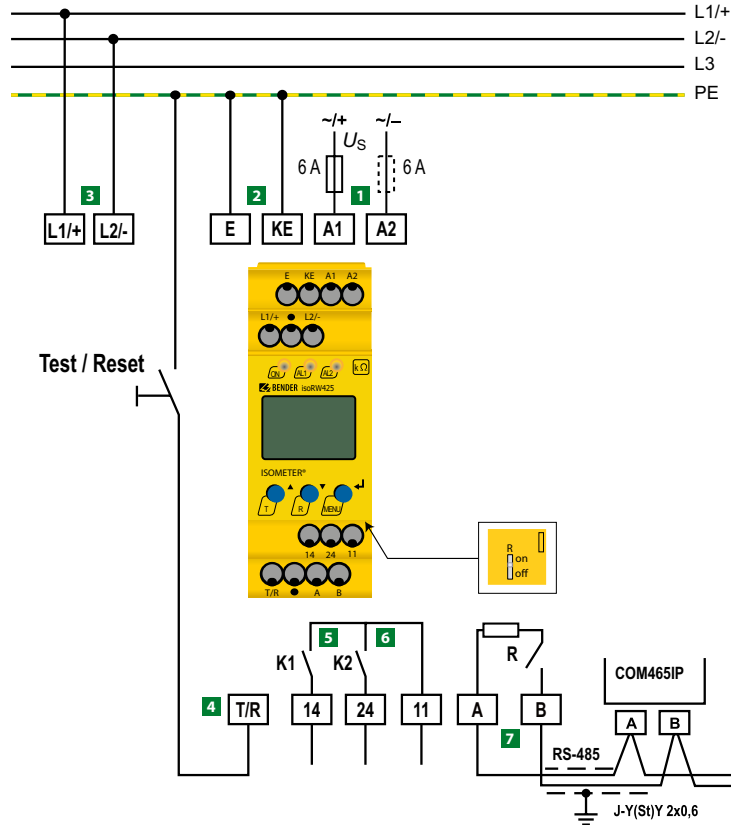 L1/+
L2/-
L3
PE
~/+ ~/–
US
6 A 6 A
3 2 1
L1/+ L2/- E KE A1 A2
E KE A1 A2
L1/+ L2/-
Test / Reset
ON AL1 AL2 kΩ
BENDER isoRW425
ISOMETER®
T R MENU
14 24 11
T/R A B
R
on
off
5 6
K1 K2 R
COM465IP
4 T/R 14 24 11 A B
A B
7
RS-485
J-Y(St)Y 2x0,6